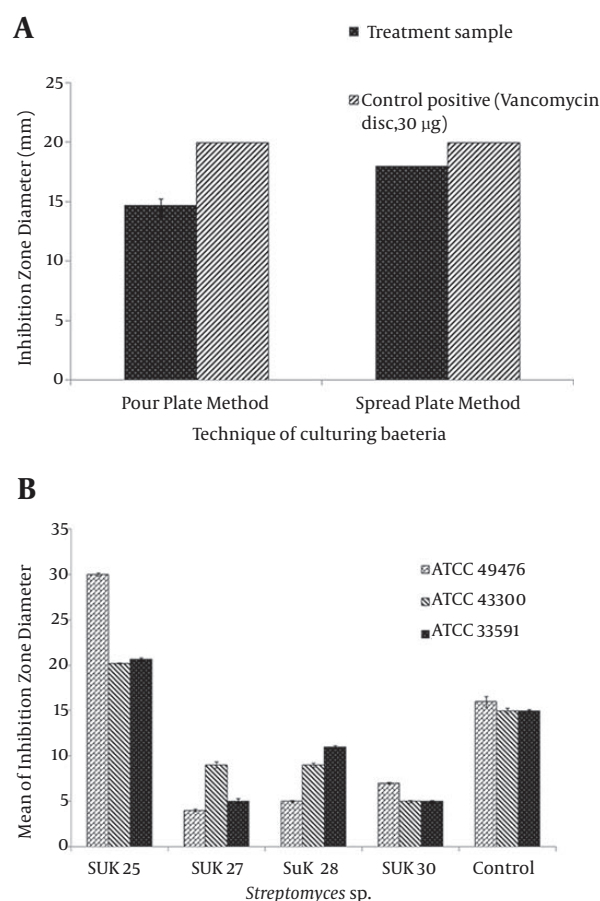 A
Treatment sample
Control positive (Vancomycin
disc,30 µg)
Inhibition Zone Diameter (mm)
25
20
15
10
5
0
Pour Plate Method
Spread Plate Method
Technique of culturing baeteria
B
Mean of Inhibition Zone Diameter
35
30
25
20
15
10
5
0
ATCC 49476
ATCC 43300
ATCC 33591
SUK 25
SUK 27
SuK 28
SUK 30
Control
Streptomyces sp.